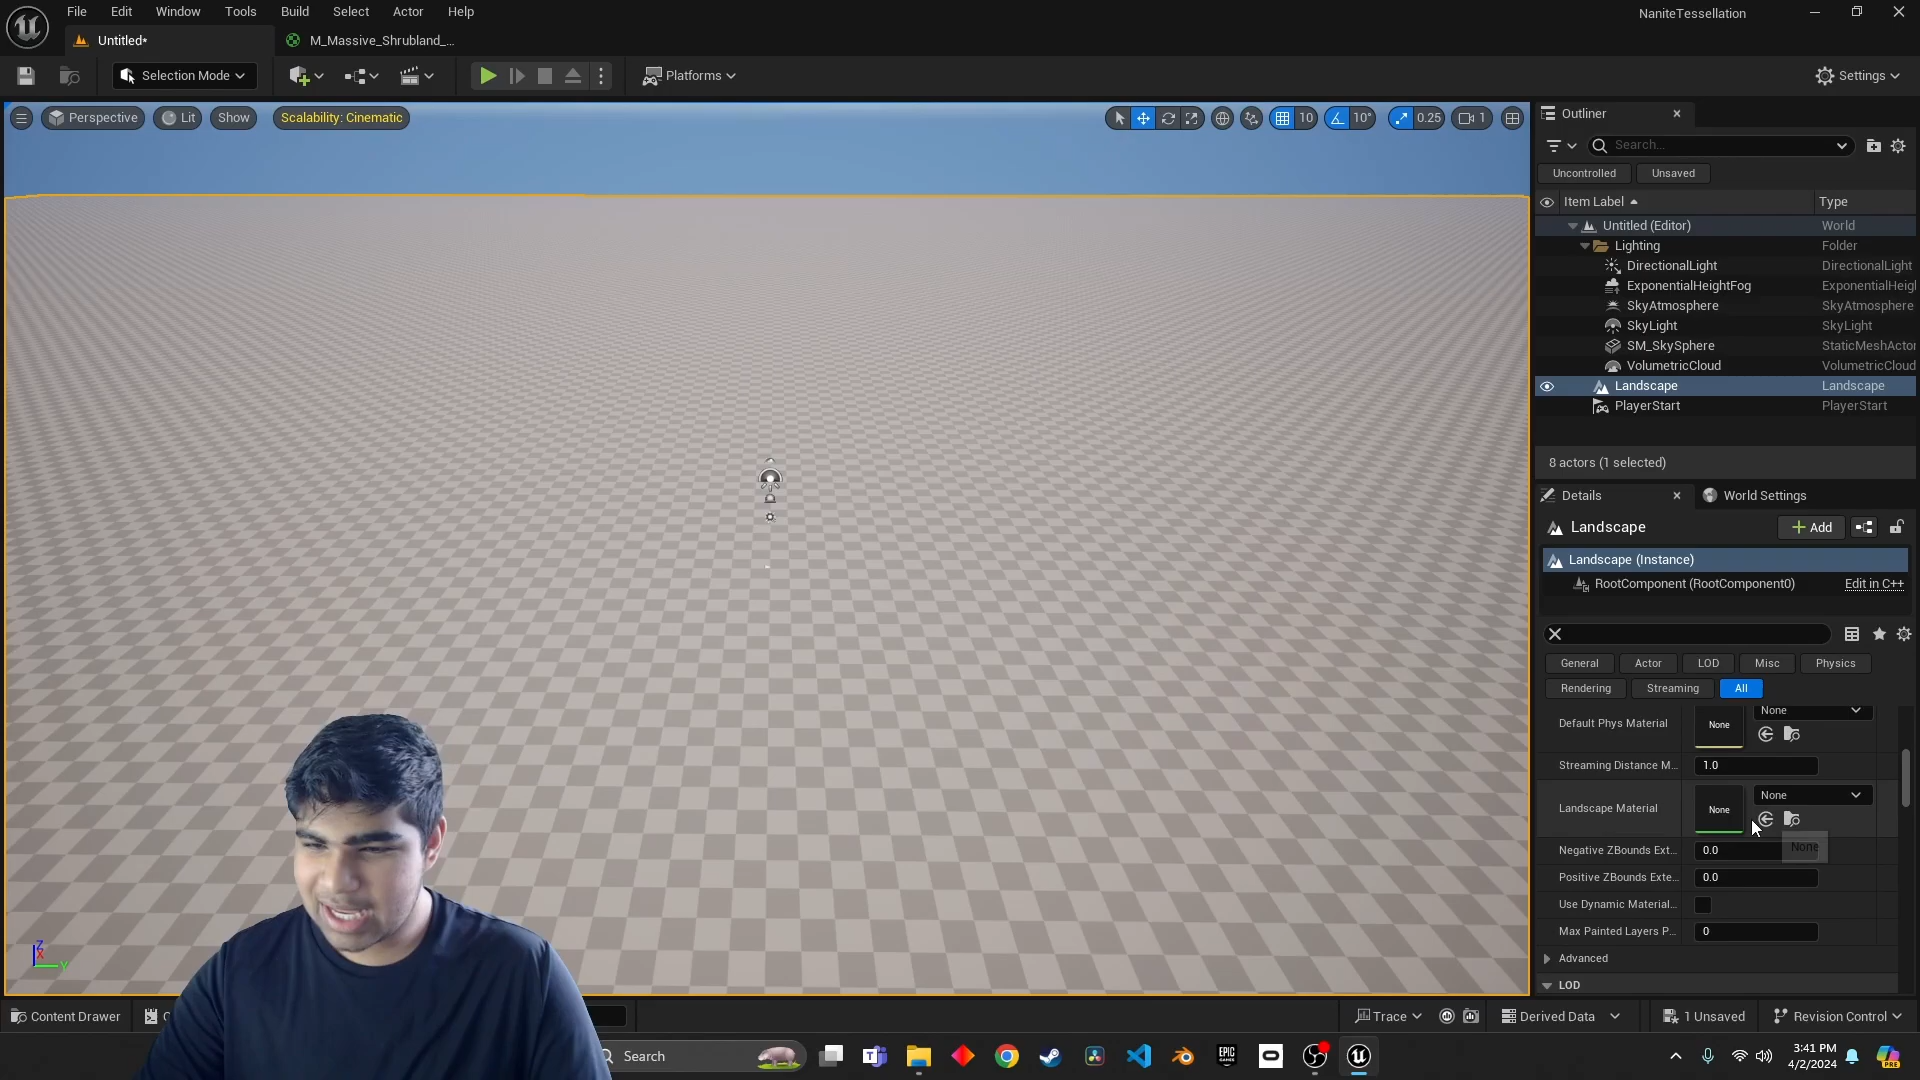 File Edit Window Tools Build Select Actor Help
NaniteTessellation
Untitled*
M_Massive_Shrubland_...
Selection Mode
Platforms
Settings
Perspective
Lit
Show
Scalability: Cinematic
10
10°
0.25
1
Outliner
Search...
Uncontrolled
Unsaved
Item Label
Type
Untitled (Editor) World
Lighting Folder
DirectionalLight DirectionalLight
ExponentialHeightFog ExponentialHeigl
SkyAtmosphere SkyAtmosphere
SkyLight SkyLight
SM_SkySphere StaticMeshActor
VolumetricCloud VolumetricCloud
Landscape Landscape
PlayerStart PlayerStart
8 actors (1 selected)
Details
World Settings
Landscape
Add
Landscape (Instance)
RootComponent (RootComponent0) Edit in C++
General Actor LOD Misc Physics
Rendering Streaming All
Default Phys Material None None
Streaming Distance M... 1.0
Landscape Material None None
None
Negative ZBounds Ext... 0.0
Positive ZBounds Exte... 0.0
Use Dynamic Material...
Max Painted Layers P... 0
Advanced
LOD
Z
X
Y
Content Drawer
Trace
Derived Data
1 Unsaved
Revision Control
Search
EPIC GAMES
3:41 PM
4/2/2024
PRE